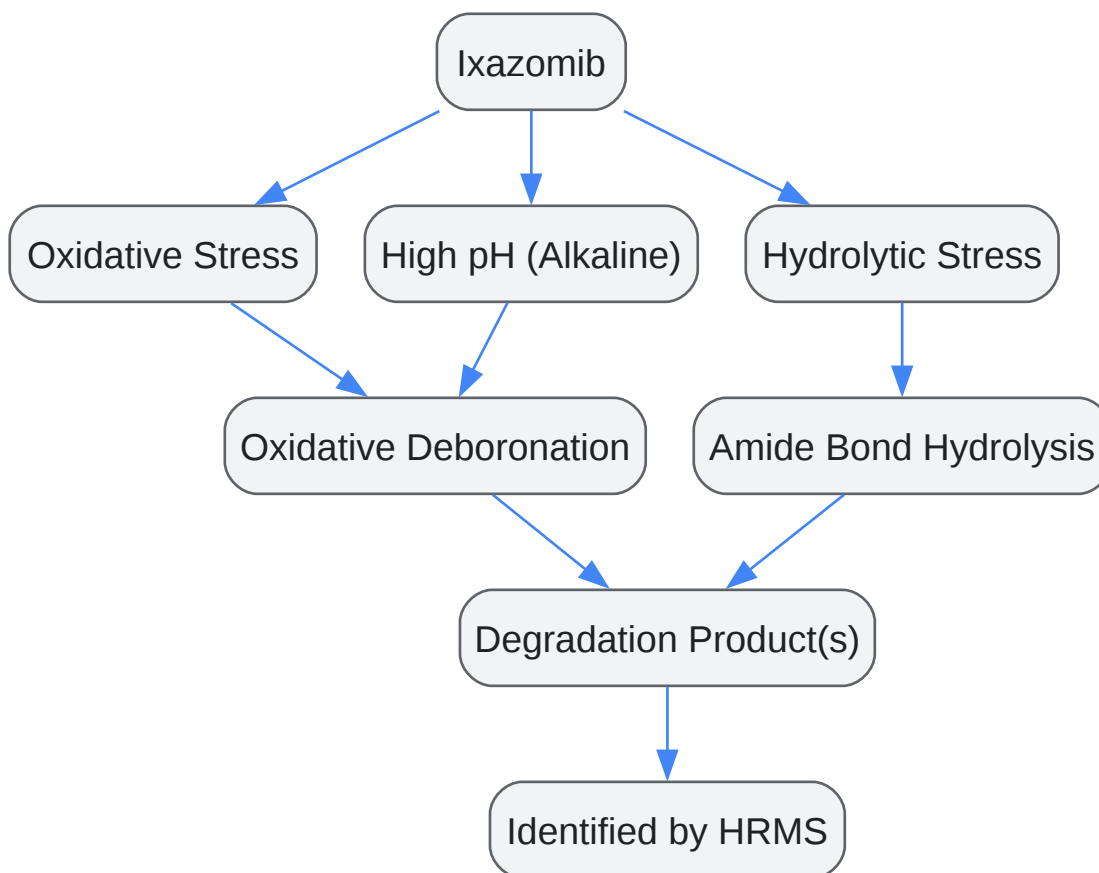 Ixazomib
Oxidative Stress
High pH (Alkaline)
Hydrolytic Stress
Oxidative Deboronation
Amide Bond Hydrolysis
Degradation Product(s)
Identified by HRMS